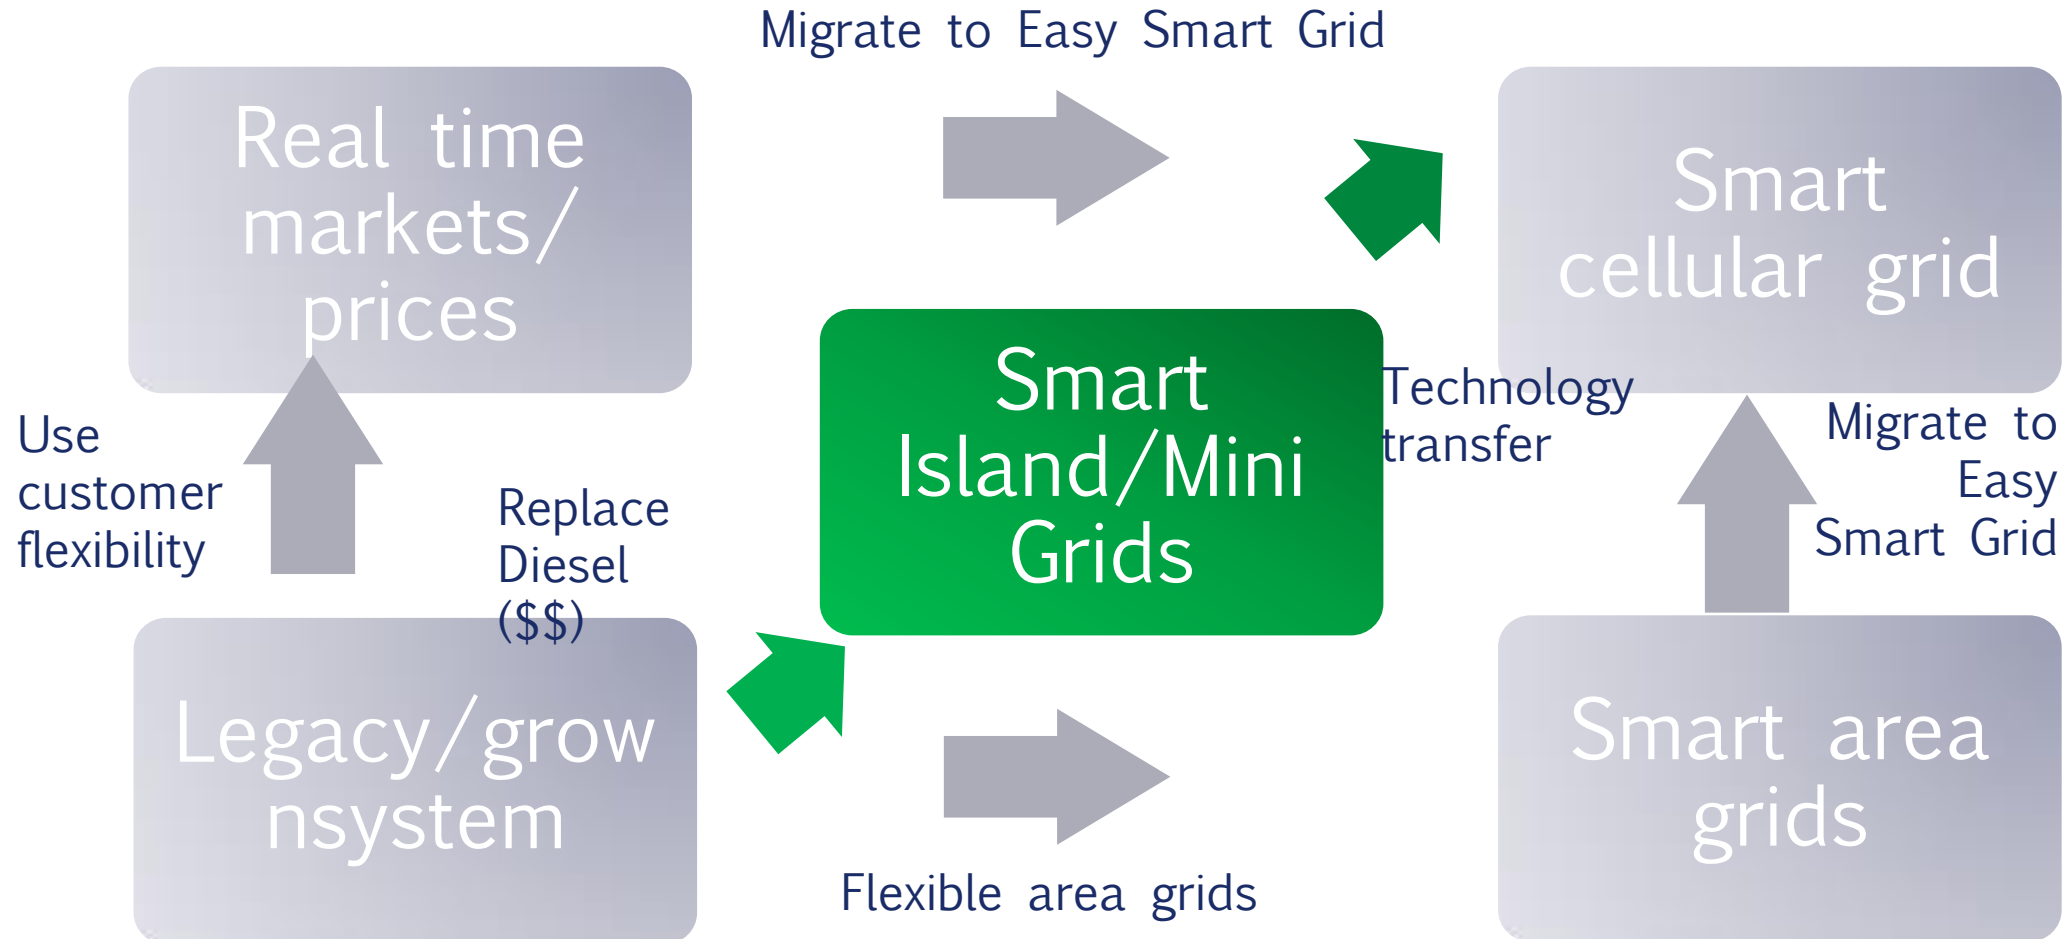 Migrate to Easy Smart Grid
Real time
markets/
prices
Smart
cellular grid
Smart
Island/Mini
Grids
Technology
transfer
Use
customer
flexibility
Replace
Diesel
($$)
Migrate to
Easy
Smart Grid
Legacy/grow
nsystem
Smart area
grids
Flexible area grids